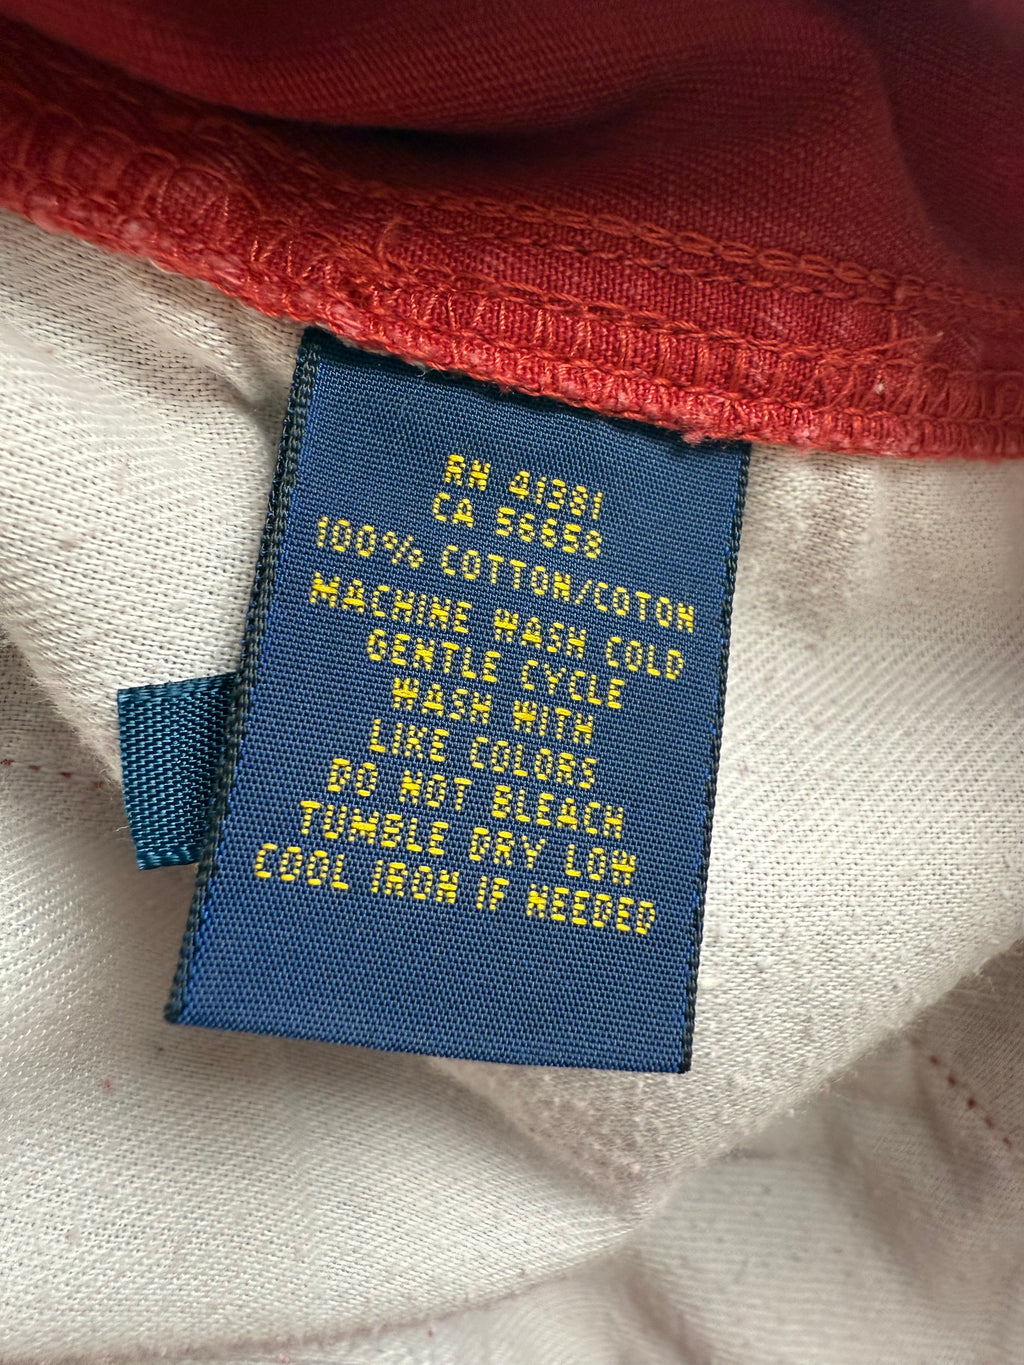 RN 41381
CA 56658
100% COTTON/COTON
MACHINE WASH COLD
GENTLE CYCLE
WASH WITH
LIKE COLORS
DO NOT BLEACH
TUMBLE DRY LOW
COOL IRON IF NEEDED